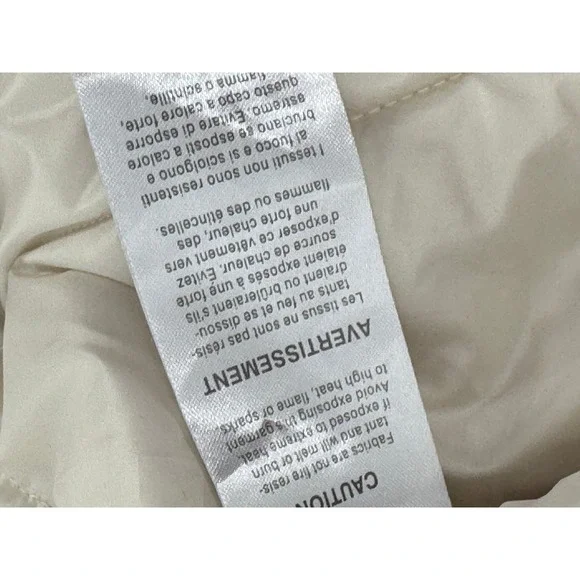 CAUTION
Fabrics are not fire resis-
tant and will melt or burn
if exposed to extreme heat.
Avoid exposing this garment
to high heat, flame or sparks.
AVERTISSEMENT
Les tissus ne sont pas résis-
tants au feu et se dissou-
draient ou brûleraient s'ils
étaient exposés à une forte
source de chaleur. Évitez
d'exposer ce vêtement vers
une forte chaleur, des
flammes ou des étincelles.
I tessuti non sono resistenti
al fuoco e si sciolgono e
bruciano se esposti a calore
estremo. Evitare di esporre
questo capo a calore forte,
fiamma o scintille.